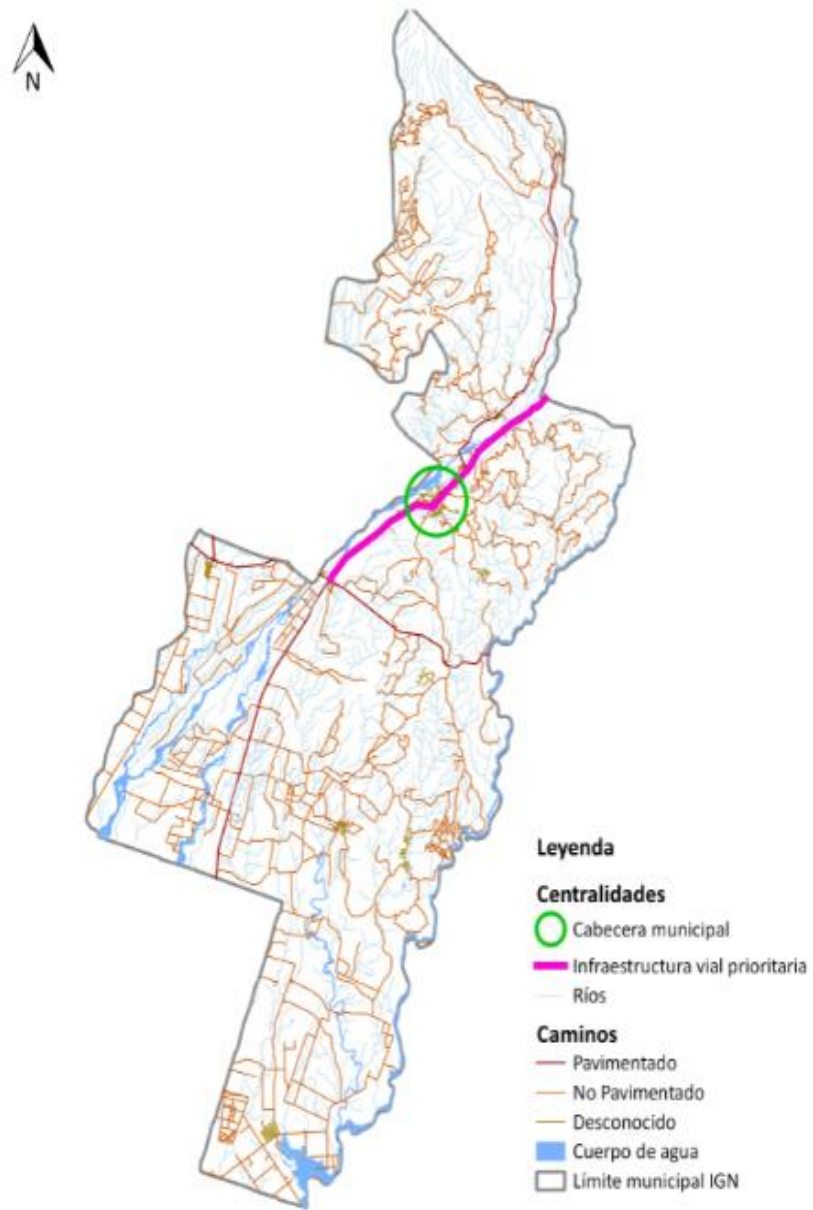 N
Leyenda
Centralidades
Cabecera municipal
Infraestructura vial prioritaria
Ríos
Caminos
Pavimentado
No Pavimentado
Desconocido
Cuerpo de agua
Límite municipal IGN